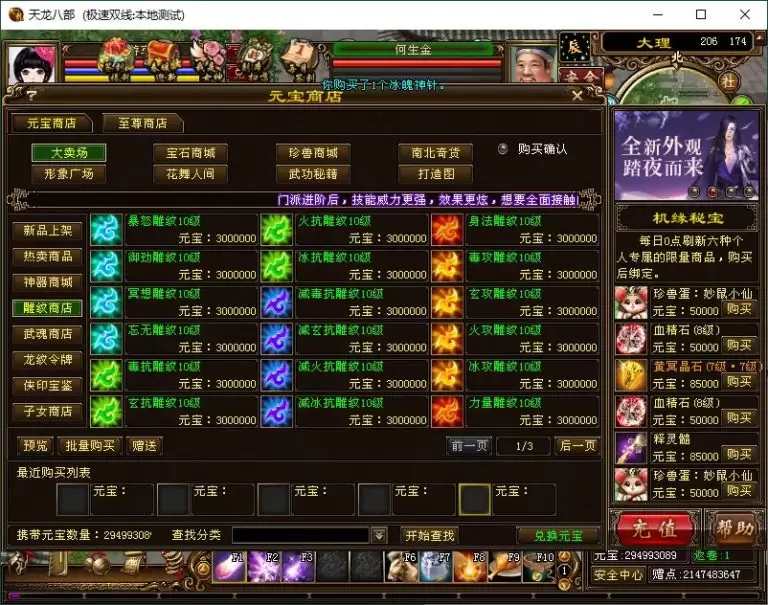 天龙八部 (极速双线:本地测试)
何生金
辰
大理 206 174
北
安全
社
你购买了1个冰魄神针。
?
元宝商店
元宝商店
至尊商店
大卖场
宝石商城
珍兽商城
南北奇货
购买确认
形象广场
花舞人间
武功秘籍
打造图
门派进阶后，技能威力更强，效果更炫，想要全面接触
新品上架
热卖商品
神器商城
雕纹商店
武魂商店
龙纹令牌
侠印宝鉴
子女商店
暴怒雕纹10级
元宝：3000000
火抗雕纹10级
元宝：3000000
身法雕纹10级
元宝：3000000
御劲雕纹10级
元宝：3000000
冰抗雕纹10级
元宝：3000000
毒攻雕纹10级
元宝：3000000
冥想雕纹10级
元宝：3000000
减毒抗雕纹10级
元宝：3000000
玄攻雕纹10级
元宝：3000000
忘无雕纹10级
元宝：3000000
减玄抗雕纹10级
元宝：3000000
火攻雕纹10级
元宝：3000000
毒抗雕纹10级
元宝：3000000
减火抗雕纹10级
元宝：3000000
冰攻雕纹10级
元宝：3000000
玄抗雕纹10级
元宝：3000000
减冰抗雕纹10级
元宝：3000000
力量雕纹10级
元宝：3000000
预览
批量购买
赠送
前一页
1/3
后一页
最近购买列表
元宝：
元宝：
元宝：
元宝：
元宝：
携带元宝数量：29499308
查找分类
开始查找
兑换元宝
全新外观
踏夜而来
机缘秘宝
每日0点刷新六种个
人专属的限量商品，购买
后绑定。
珍兽蛋：妙鼠小仙
元宝：50000 购买
血精石(8级)
元宝：50000 购买
黄冥晶石(7级·7级)
元宝：85000 购买
血精石(8级)
元宝：50000 购买
释灵髓
元宝：85000 购买
珍兽蛋：妙鼠小仙
元宝：50000 购买
充值
帮助
F1 F2 F3 F6 F7 F8 F9 F10
1
元宝:294993089
安全中心
赠点:2147483647